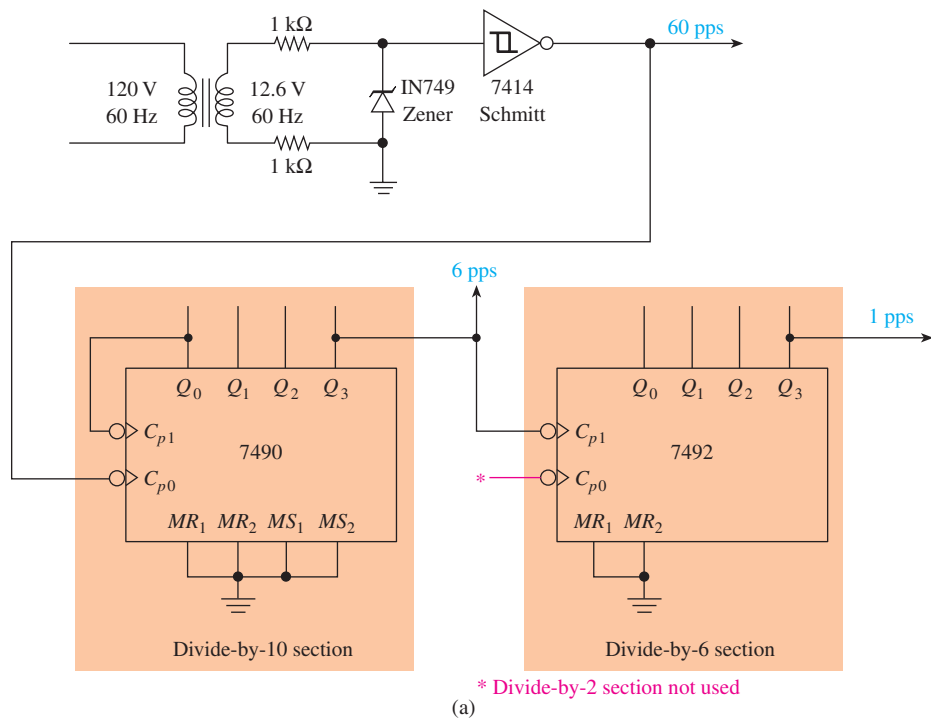 1 kΩ
60 pps
120 V
60 Hz
12.6 V
60 Hz
IN749
Zener
7414
Schmitt
1 kΩ
6 pps
1 pps
Q0 Q1 Q2 Q3
Cp1
7490
Cp0
MR1 MR2 MS1 MS2
Divide-by-10 section
Q0 Q1 Q2 Q3
Cp1
7492
* Cp0
MR1 MR2
Divide-by-6 section
* Divide-by-2 section not used
(a)